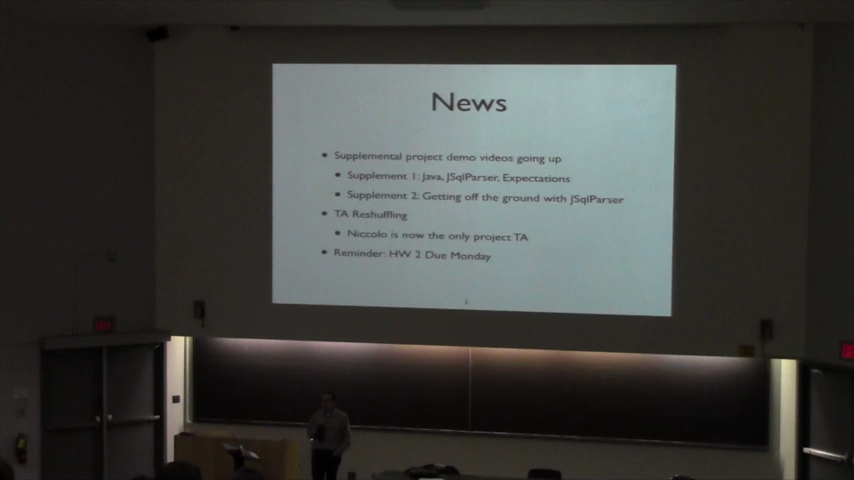 News
• Supplemental project demo videos going up
• Supplement 1: Java, JSqlParser, Expectations
• Supplement 2: Getting off the ground with JSqlParser
• TA Reshuffling
• Niccolo is now the only project TA
• Reminder: HW 2 Due Monday
2